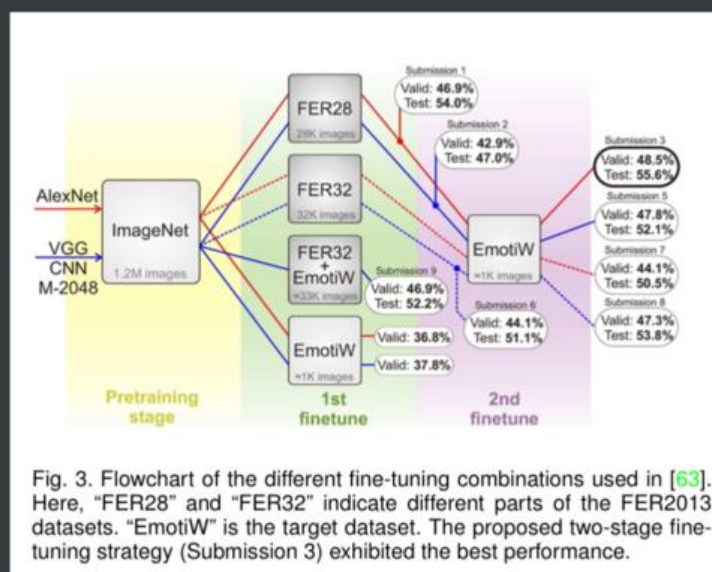 Submission 1
Valid: 46.9%
Test: 54.0%
Submission 2
Valid: 42.9%
Test: 47.0%
Submission 3
Valid: 48.5%
Test: 55.6%
FER28
28K images
FER32
32K images
AlexNet
ImageNet
1.2M images
VGG
CNN
M-2048
FER32
+
EmotiW
≈33K images
Submission 9
Valid: 46.9%
Test: 52.2%
EmotiW
≈1K images
Submission 5
Valid: 47.8%
Test: 52.1%
Submission 7
Valid: 44.1%
Test: 50.5%
Submission 6
Valid: 44.1%
Test: 51.1%
Submission 8
Valid: 47.3%
Test: 53.8%
EmotiW
≈1K images
Valid: 36.8%
Valid: 37.8%
Pretraining
stage
1st
finetune
2nd
finetune
Fig. 3. Flowchart of the different fine-tuning combinations used in [63].
Here, “FER28” and “FER32” indicate different parts of the FER2013
datasets. “EmotiW” is the target dataset. The proposed two-stage fine-
tuning strategy (Submission 3) exhibited the best performance.